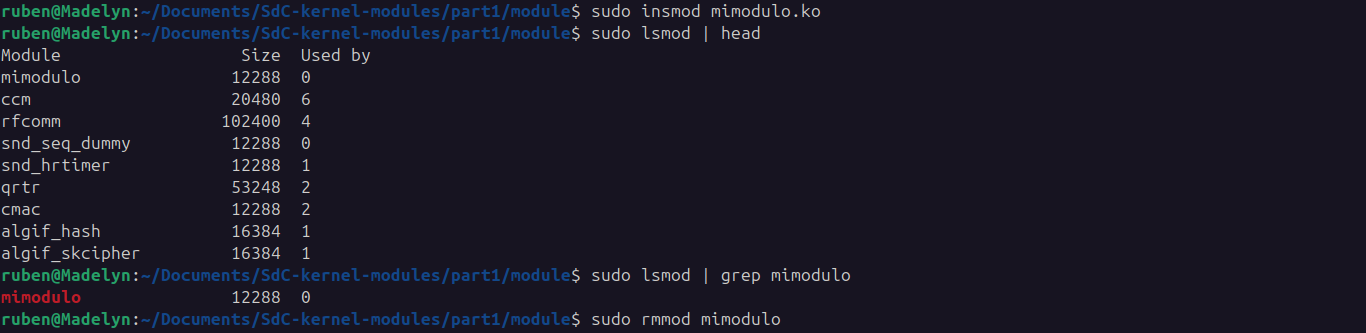 ruben@Madelyn:~/Documents/SdC-kernel-modules/part1/module$ sudo insmod mimodulo.ko
ruben@Madelyn:~/Documents/SdC-kernel-modules/part1/module$ sudo lsmod | head
Module                  Size  Used by
mimodulo               12288  0
ccm                    20480  6
rfcomm                102400  4
snd_seq_dummy          12288  0
snd_hrtimer            12288  1
qrtr                   53248  2
cmac                   12288  2
algif_hash             16384  1
algif_skcipher         16384  1
ruben@Madelyn:~/Documents/SdC-kernel-modules/part1/module$ sudo lsmod | grep mimodulo
mimodulo               12288  0
ruben@Madelyn:~/Documents/SdC-kernel-modules/part1/module$ sudo rmmod mimodulo